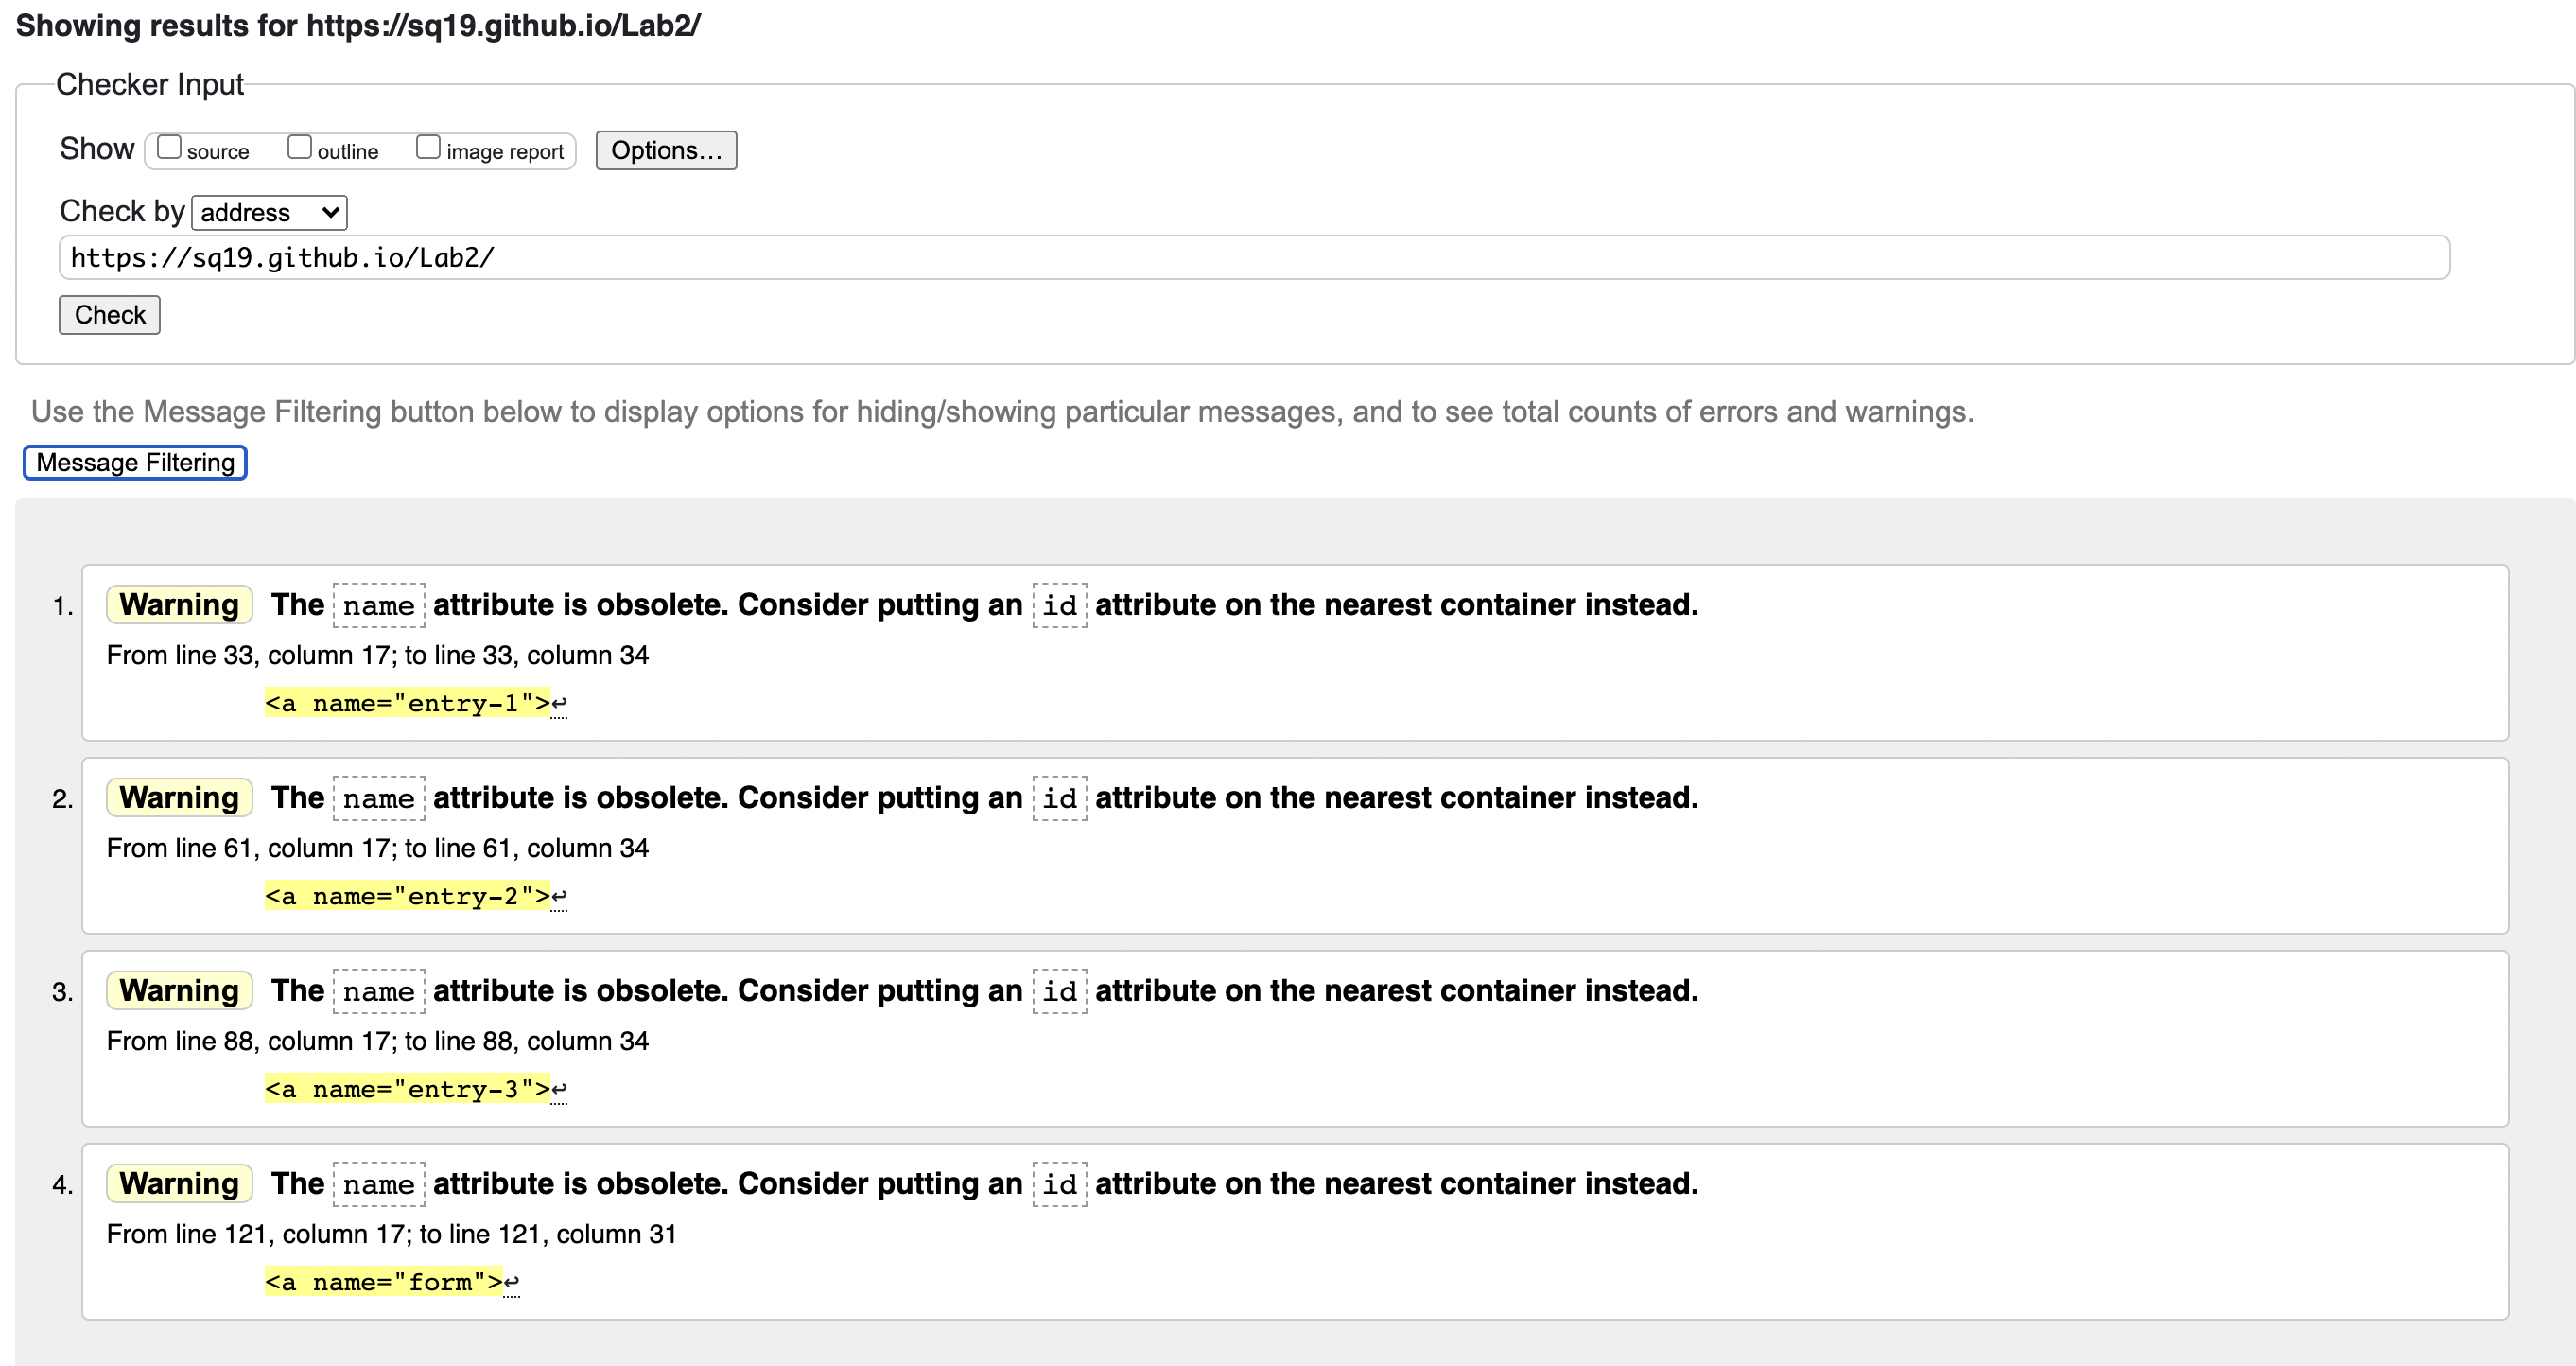 Showing results for https://sq19.github.io/Lab2/
Checker Input
Show source outline image report Options...
Check by address
https://sq19.github.io/Lab2/
Check
Use the Message Filtering button below to display options for hiding/showing particular messages, and to see total counts of errors and warnings.
Message Filtering
1. Warning The name attribute is obsolete. Consider putting an id attribute on the nearest container instead.
From line 33, column 17; to line 33, column 34
<a name="entry-1">↩
2. Warning The name attribute is obsolete. Consider putting an id attribute on the nearest container instead.
From line 61, column 17; to line 61, column 34
<a name="entry-2">↩
3. Warning The name attribute is obsolete. Consider putting an id attribute on the nearest container instead.
From line 88, column 17; to line 88, column 34
<a name="entry-3">↩
4. Warning The name attribute is obsolete. Consider putting an id attribute on the nearest container instead.
From line 121, column 17; to line 121, column 31
<a name="form">↩